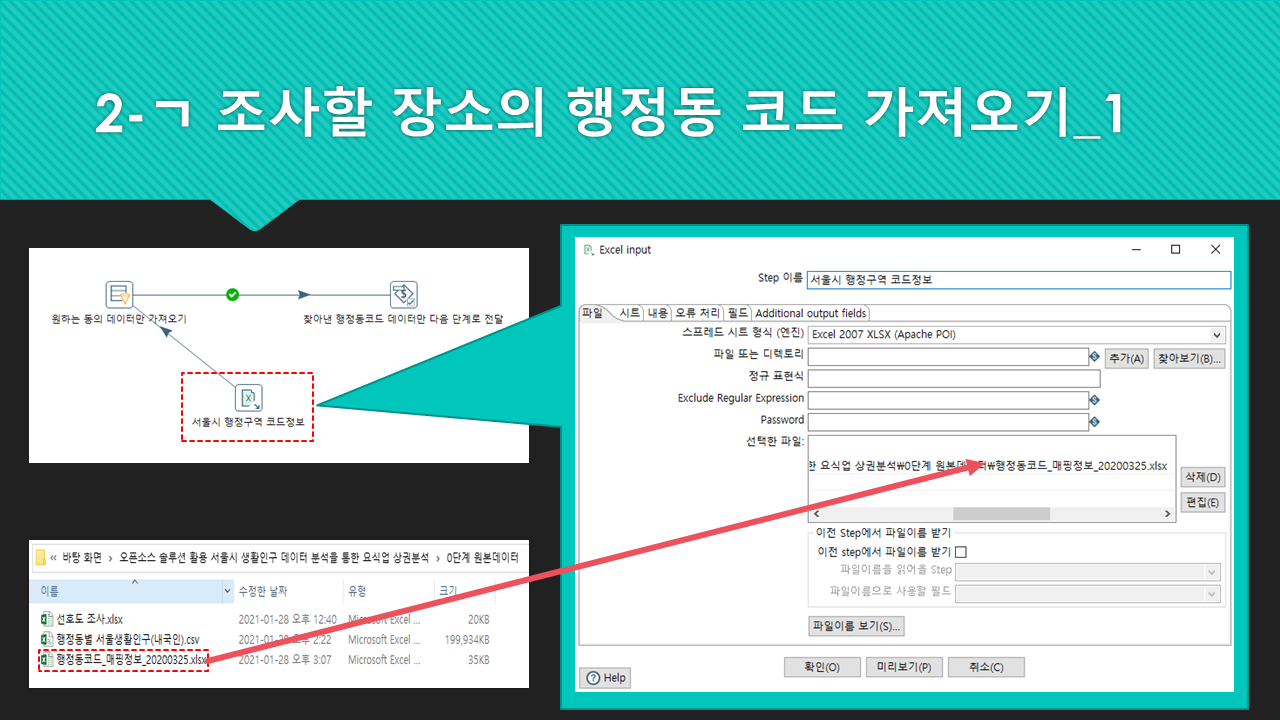 2-ㄱ 조사할 장소의 행정동 코드 가져오기_1
원하는 동의 데이터만 가져오기
찾아낸 행정동코드 데이터만 다음 단계로 전달
서울시 행정구역 코드정보
« 바탕 화면 › 오픈소스 솔루션 활용 서울시 생활인구 데이터 분석을 통한 요식업 상권분석 › 0단계 원본데이터
이름 수정한 날짜 유형 크기
선호도 조사.xlsx 2021-01-28 오후 12:40 Microsoft Excel ... 20KB
행정동별 서울생활인구(내국인).csv 2021-01-28 오후 2:22 Microsoft Excel ... 199,934KB
행정동코드_매핑정보_20200325.xlsx 2021-01-28 오후 3:07 Microsoft Excel ... 35KB
Excel input
Step 이름 서울시 행정구역 코드정보
파일 시트 내용 오류 처리 필드 Additional output fields
스프레드 시트 형식 (엔진) Excel 2007 XLSX (Apache POI)
파일 또는 디렉토리 추가(A) 찾아보기(B)...
정규 표현식
Exclude Regular Expression
Password
선택한 파일:
한 요식업 상권분석₩0단계 원본데이터₩행정동코드_매핑정보_20200325.xlsx
삭제(D)
편집(E)
이전 Step에서 파일이름 받기
이전 step에서 파일이름 받기
파일이름을 읽어올 Step
파일이름으로 사용할 필드
파일이름 보기(S)...
확인(O) 미리보기(P) 취소(C)
Help